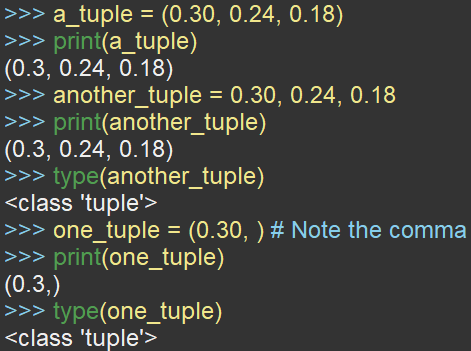 >>> a_tuple = (0.30, 0.24, 0.18)
>>> print(a_tuple)
(0.3, 0.24, 0.18)
>>> another_tuple = 0.30, 0.24, 0.18
>>> print(another_tuple)
(0.3, 0.24, 0.18)
>>> type(another_tuple)
<class 'tuple'>
>>> one_tuple = (0.30, ) # Note the comma
>>> print(one_tuple)
(0.3,)
>>> type(one_tuple)
<class 'tuple'>